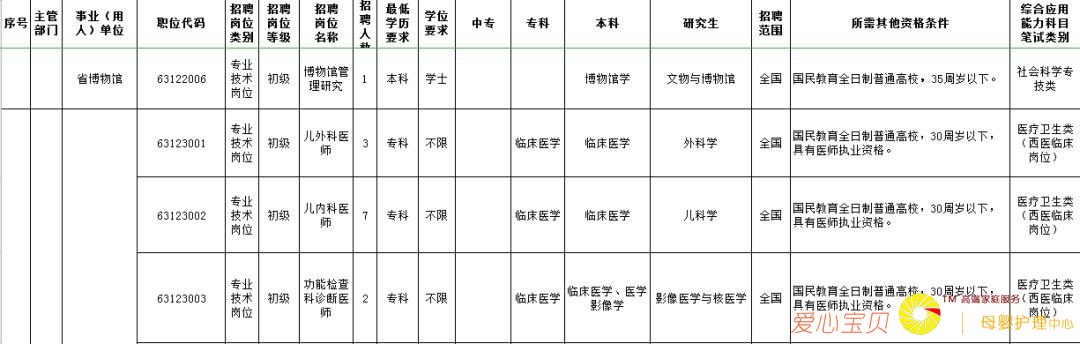 序号 主管部门 事业（用人）单位 职位代码 招聘岗位类别 招聘岗位等级 招聘岗位名称 招聘人数 最低学历要求 学位要求 中专 专科 本科 研究生 招聘范围 所需其他资格条件 综合应用能力科目笔试类别
省博物馆 63122006 专业技术岗位 初级 博物馆管理研究 1 本科 学士 博物馆学 文物与博物馆 全国 国民教育全日制普通高校，35周岁以下。 社会科学专技类
63123001 专业技术岗位 初级 儿外科医师 3 专科 不限 临床医学 临床医学 外科学 全国 国民教育全日制普通高校，30周岁以下，具有医师执业资格。 医疗卫生类（西医临床岗位）
63123002 专业技术岗位 初级 儿内科医师 7 专科 不限 临床医学 临床医学 儿科学 全国 国民教育全日制普通高校，30周岁以下，具有医师执业资格。 医疗卫生类（西医临床岗位）
63123003 专业技术岗位 初级 功能检查科诊断医师 2 专科 不限 临床医学 临床医学、医学影像学 影像医学与核医学 全国 国民教育全日制普通高校，30周岁以下，具有医师执业资格。 医疗卫生类（西医临床岗位）
爱心宝贝 TM 高端家庭服务 母婴护理中心